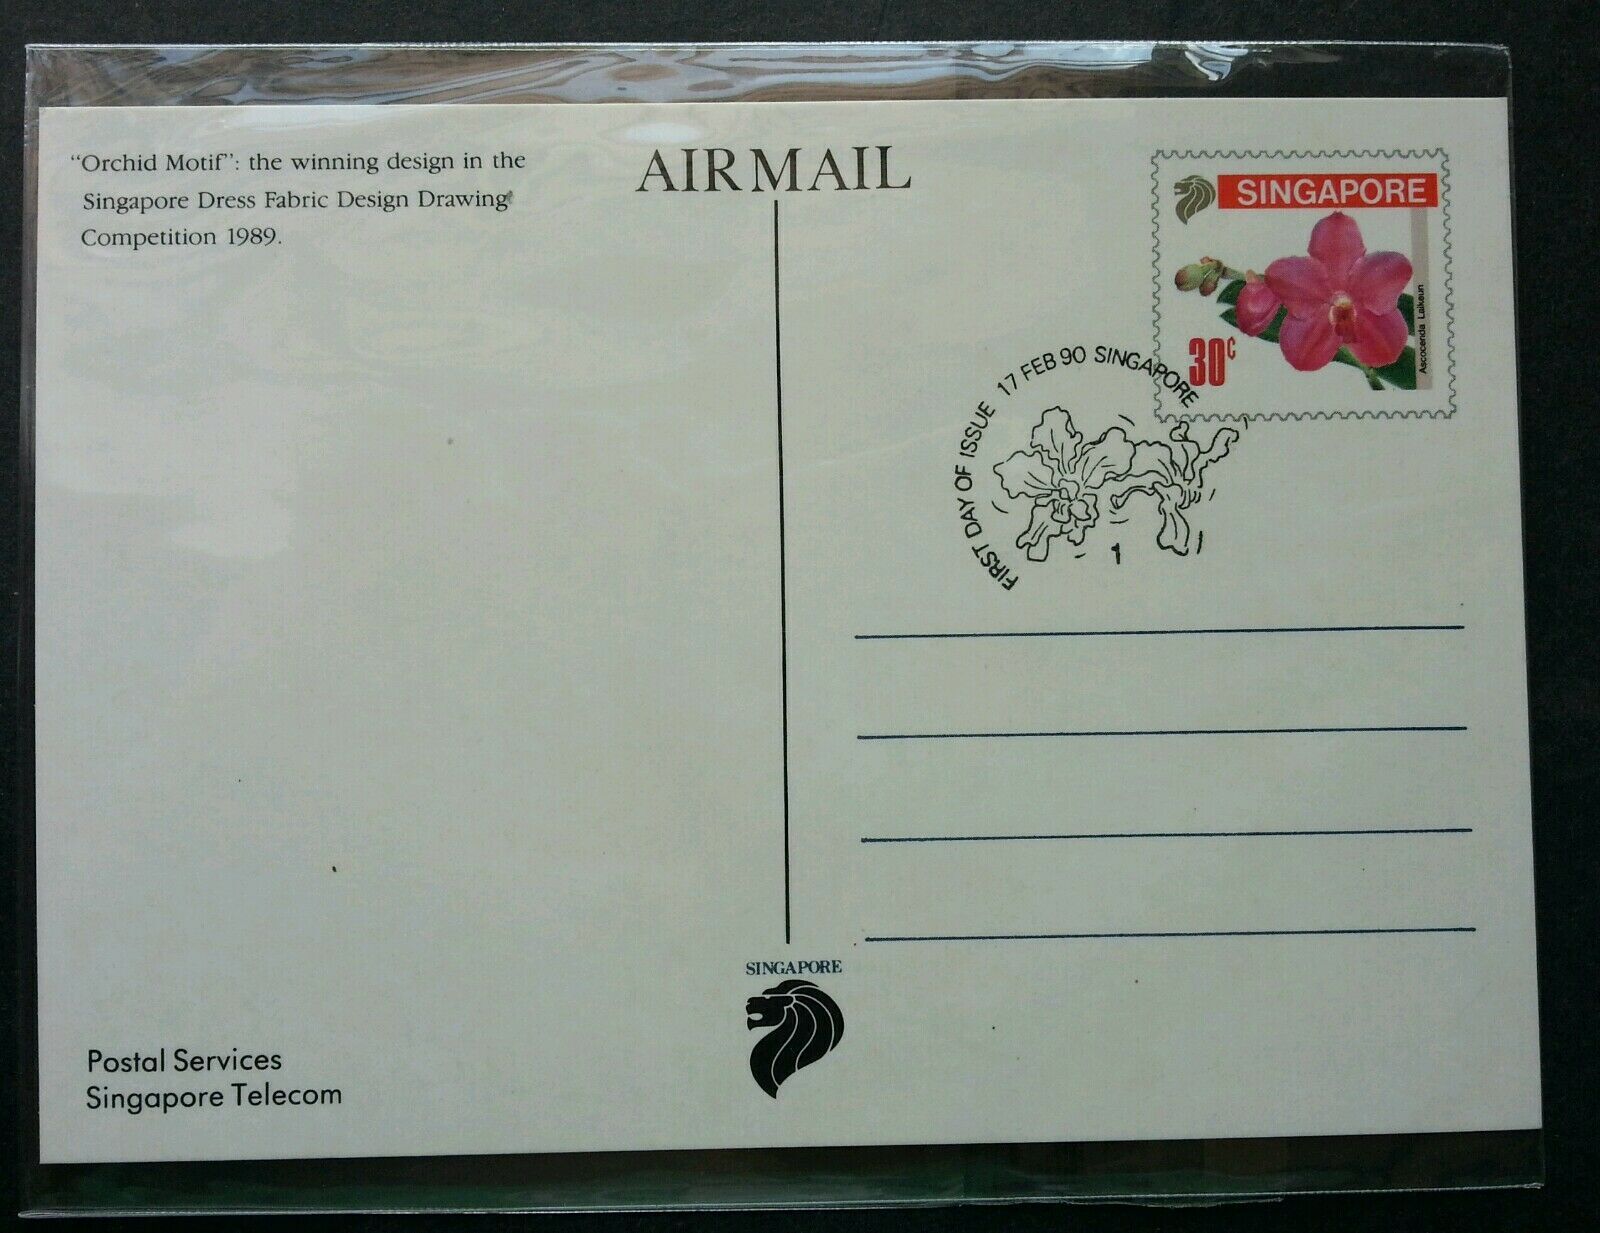 "Orchid Motif": the winning design in the
Singapore Dress Fabric Design Drawing
Competition 1989.
AIRMAIL
SINGAPORE
30¢
Ascocenda Laikeun
FIRST DAY OF ISSUE 17 FEB 90 SINGAPORE
1
SINGAPORE
Postal Services
Singapore Telecom